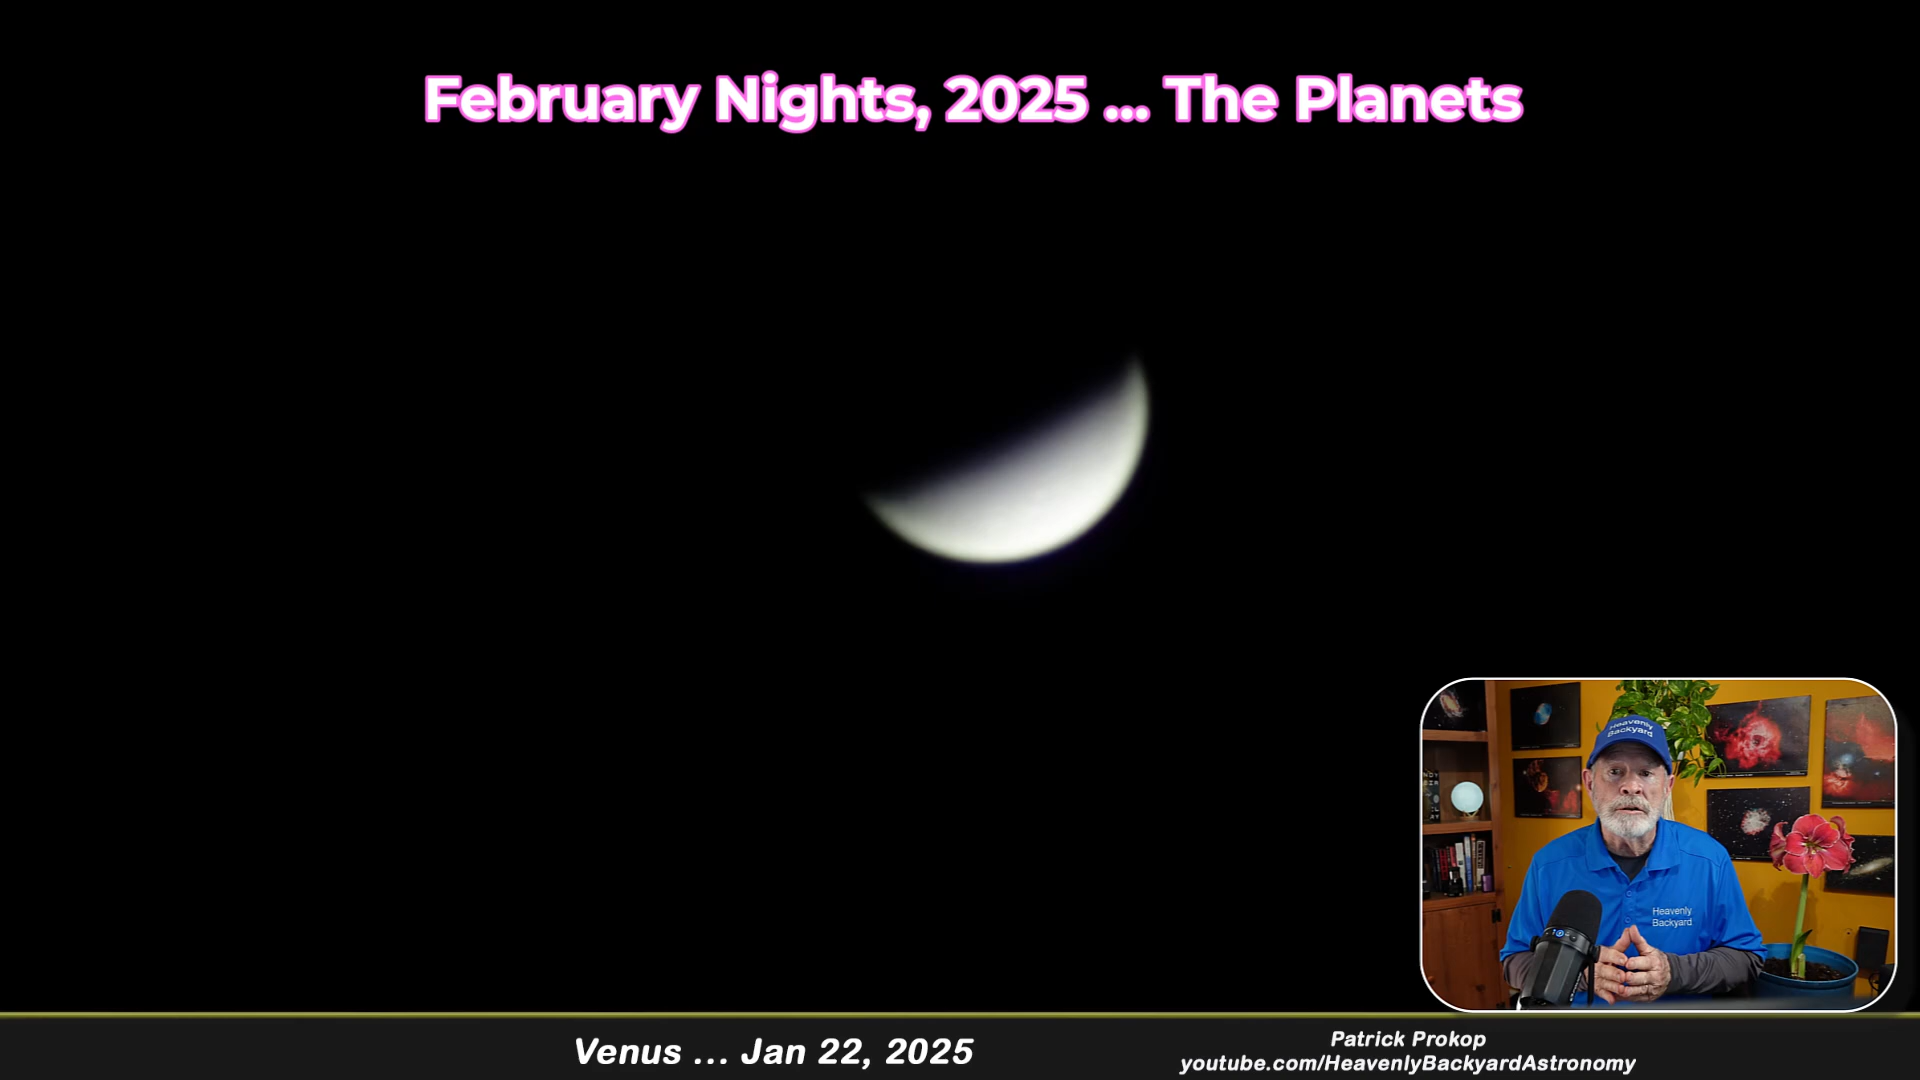 February Nights, 2025 ... The Planets
Heavenly
Backyard
Heavenly
Backyard
Venus ... Jan 22, 2025
Patrick Prokop
youtube.com/HeavenlyBackyardAstronomy